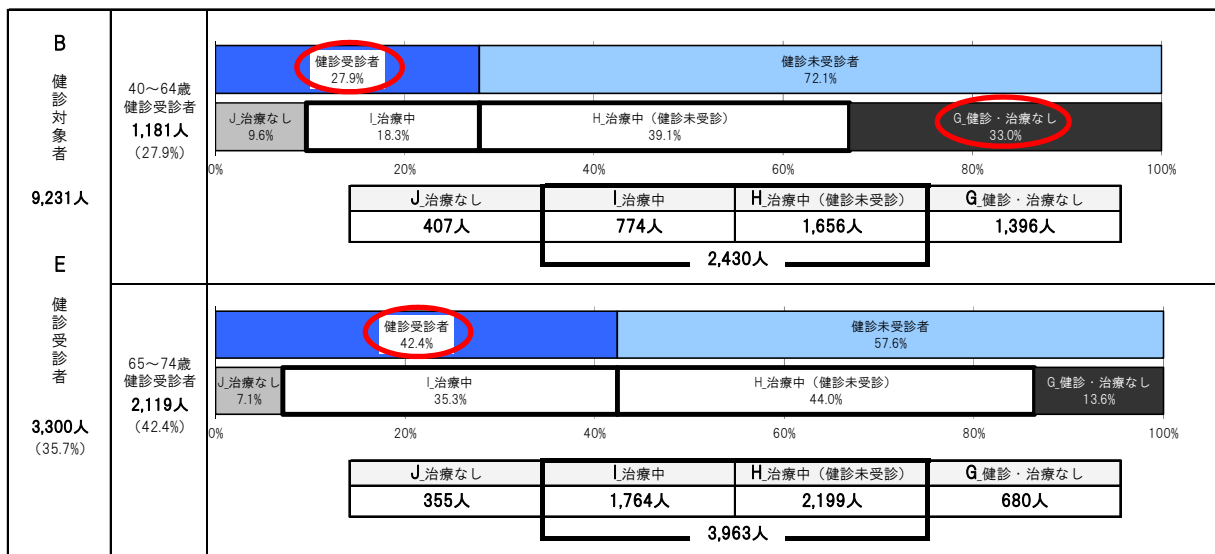 B
健診対象者
9,231人
E
健診受診者
3,300人
(35.7%)
40～64歳
健診受診者
1,181人
(27.9%)
健診受診者
27.9%
健診未受診者
72.1%
J_治療なし
9.6%
I_治療中
18.3%
H_治療中（健診未受診）
39.1%
G_健診・治療なし
33.0%
0% 20% 40% 60% 80% 100%
J_治療なし I_治療中 H_治療中（健診未受診） G_健診・治療なし
407人 774人 1,656人 1,396人
2,430人
65～74歳
健診受診者
2,119人
(42.4%)
健診受診者
42.4%
健診未受診者
57.6%
J_治療なし
7.1%
I_治療中
35.3%
H_治療中（健診未受診）
44.0%
G_健診・治療なし
13.6%
0% 20% 40% 60% 80% 100%
J_治療なし I_治療中 H_治療中（健診未受診） G_健診・治療なし
355人 1,764人 2,199人 680人
3,963人